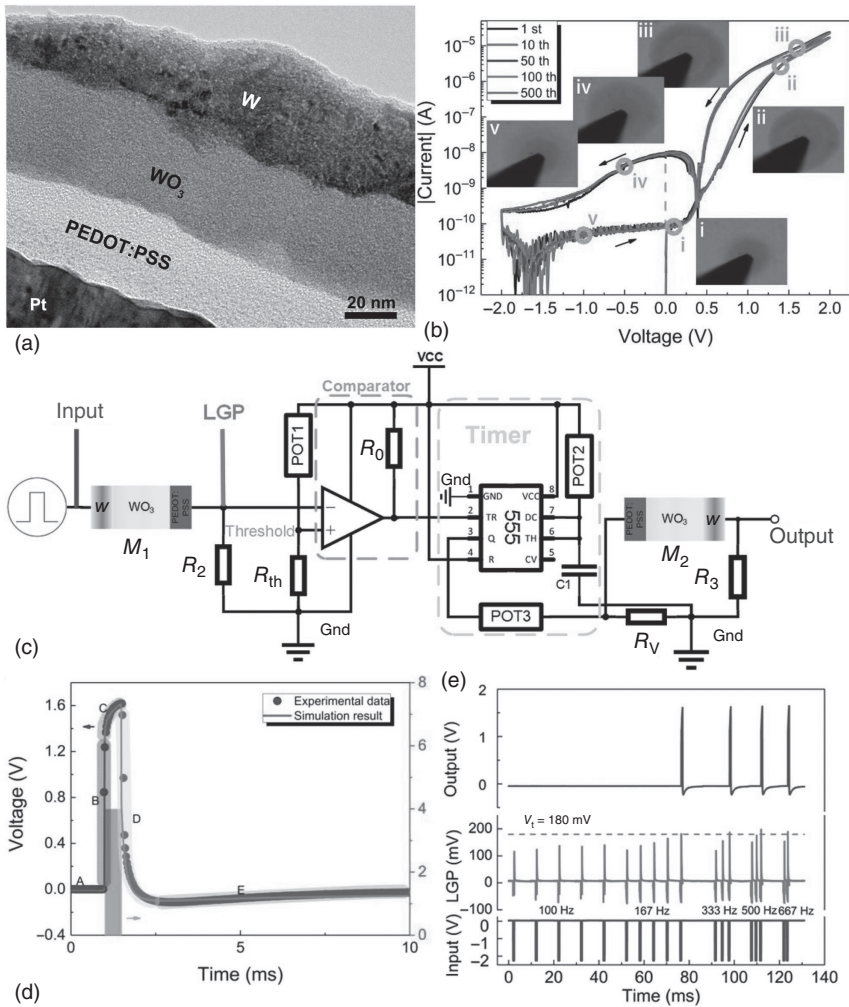 W
WO₃
PEDOT:PSS
Pt
20 nm
(a)
|Current| (A)
10⁻⁵
10⁻⁶
10⁻⁷
10⁻⁸
10⁻⁹
10⁻¹⁰
10⁻¹¹
10⁻¹²
1 st
10 th
50 th
100 th
500 th
iii
iv
v
ii
i
iii
ii
iv
v
i
−2.0 −1.5 −1.0 −0.5 0.0 0.5 1.0 1.5 2.0
Voltage (V)
(b)
Input
LGP
VCC
Comparator
Timer
POT1
R₀
POT2
Gnd
W
WO₃
PEDOT:
PSS
M₁
Threshold
−
+
R₂
Rth
Gnd
1 GND VCC 8
2 TR DC 7
3 Q TH 6
4 R CV 5
555
C1
POT3
RV
PEDOT:
PSS
WO₃
W
M₂
R₃
Output
Gnd
(c)
Voltage (V)
1.6
1.2
0.8
0.4
0.0
−0.4
8
7
6
5
4
3
2
1
0
Experimental data
Simulation result
A
B
C
D
E
0 5 10
Time (ms)
(d)
(e)
Output (V)
2
1
0
LGP (mV)
200
100
0
−100
Vt = 180 mV
100 Hz 167 Hz 333 Hz 500 Hz 667 Hz
Input (V)
0
−1
−2
0 20 40 60 80 100 120 140
Time (ms)